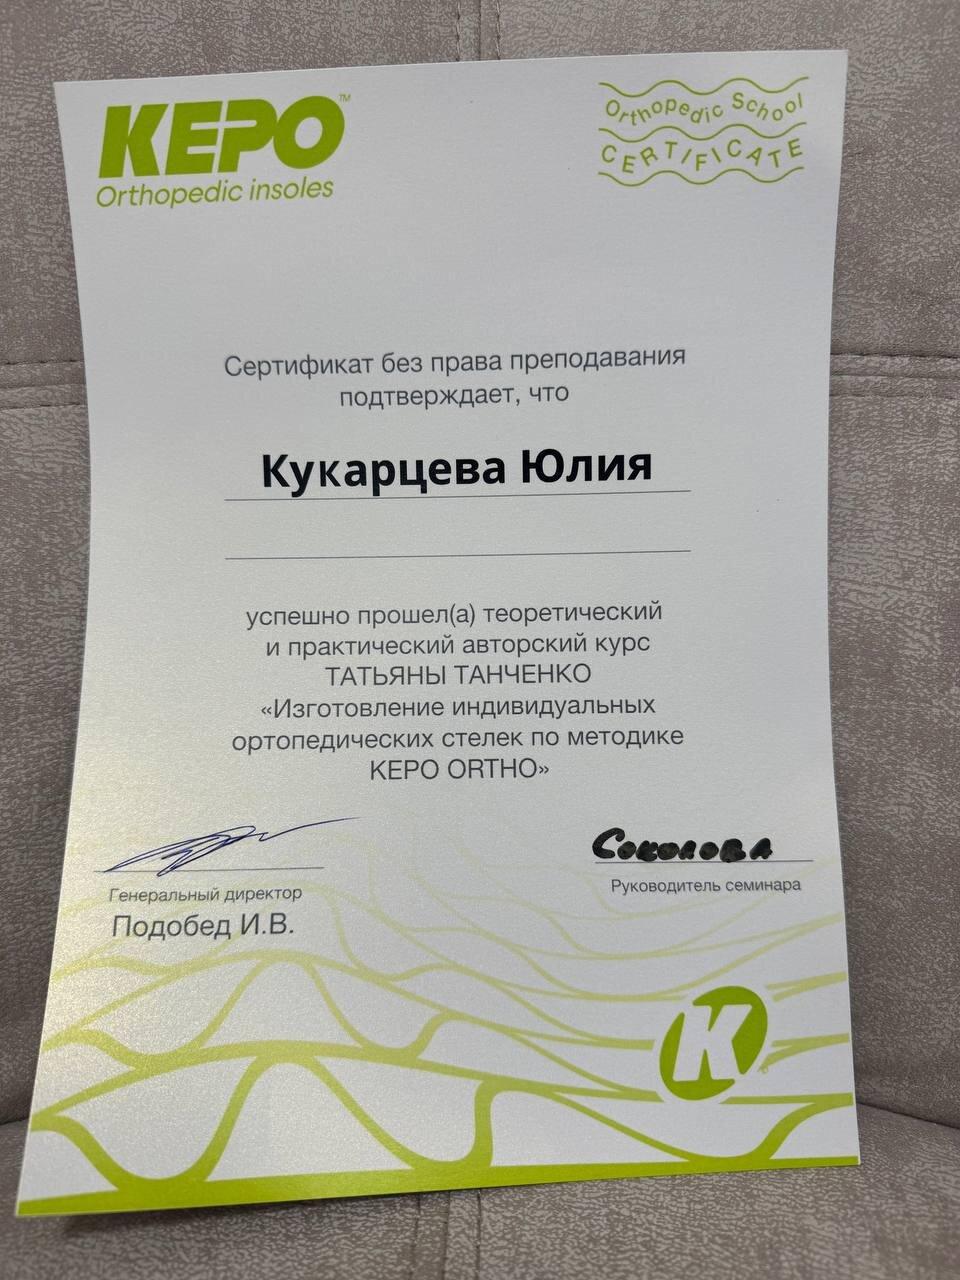 KEPO™
Orthopedic insoles
Orthopedic School
CERTIFICATE
Сертификат без права преподавания
подтверждает, что
Кукарцева Юлия
успешно прошел(а) теоретический
и практический авторский курс
ТАТЬЯНЫ ТАНЧЕНКО
«Изготовление индивидуальных
ортопедических стелек по методике
KEPO ORTHO»
Соколова
Генеральный директор
Руководитель семинара
Подобед И.В.
K